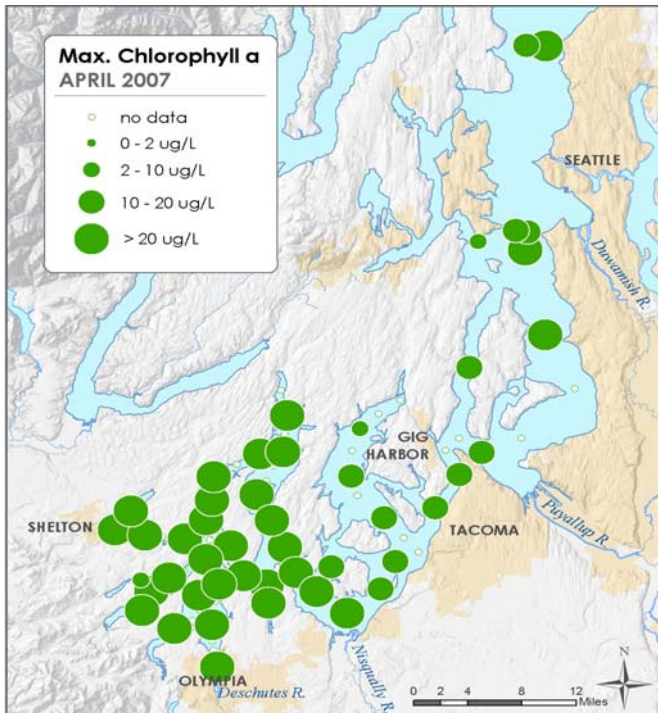 Max. Chlorophyll a
APRIL 2007
no data
0 - 2 ug/L
2 - 10 ug/L
10 - 20 ug/L
> 20 ug/L
SEATTLE
Duwamish R.
GIG
HARBOR
SHELTON
TACOMA
Puyallup R.
Nisqually R.
OLYMPIA
Deschutes R.
N
0 2 4 8 12
Miles